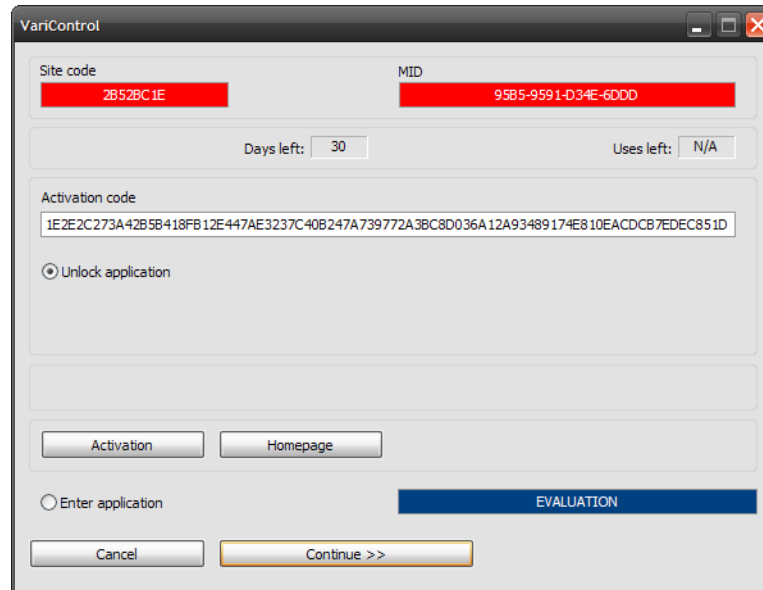 VariControl
Site code
MID
2B52BC1E
95B5-9591-D34E-6DDD
Days left: 30
Uses left: N/A
Activation code
1E2E2C273A42B5B418FB12E447AE3237C40B247A739772A3BC8D036A12A93489174E810EACDCB7EDEC851D
Unlock application
Activation
Homepage
Enter application
EVALUATION
Cancel
Continue >>